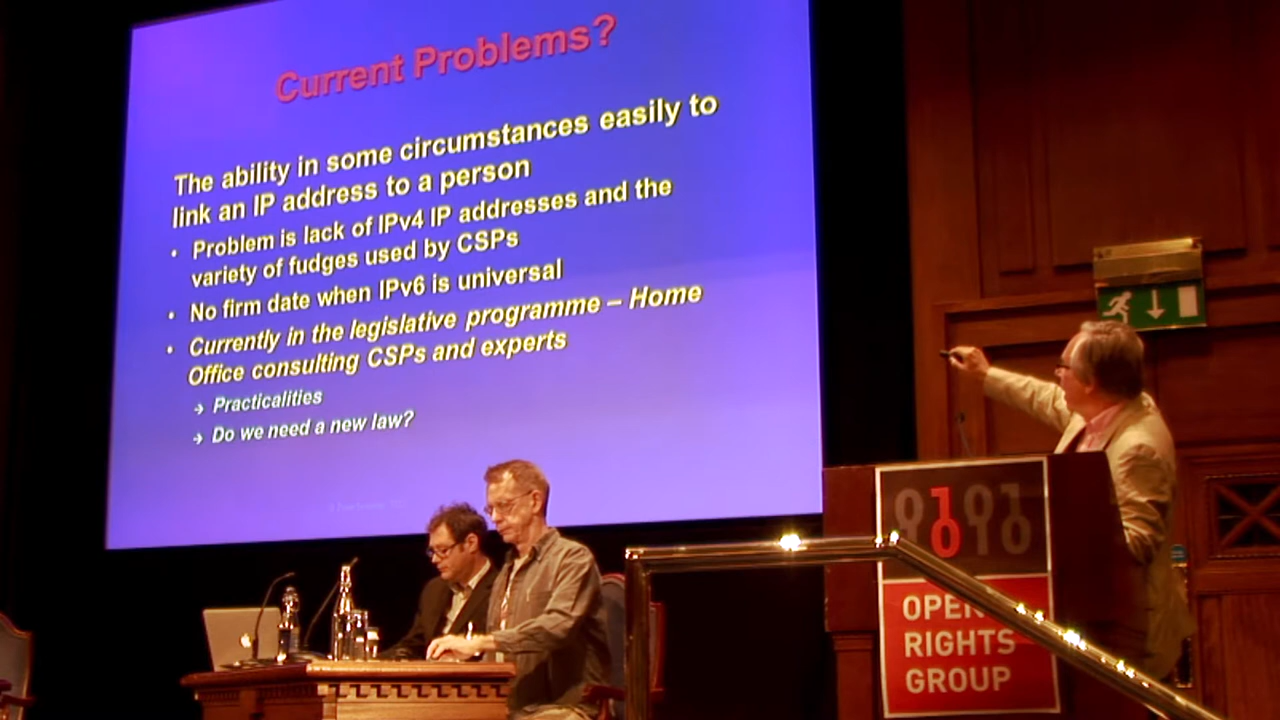 Current Problems?
The ability in some circumstances easily to
link an IP address to a person
• Problem is lack of IPv4 IP addresses and the
variety of fudges used by CSPs
• No firm date when IPv6 is universal
• Currently in the legislative programme – Home
Office consulting CSPs and experts
→ Practicalities
→ Do we need a new law?
OPEN
RIGHTS
GROUP